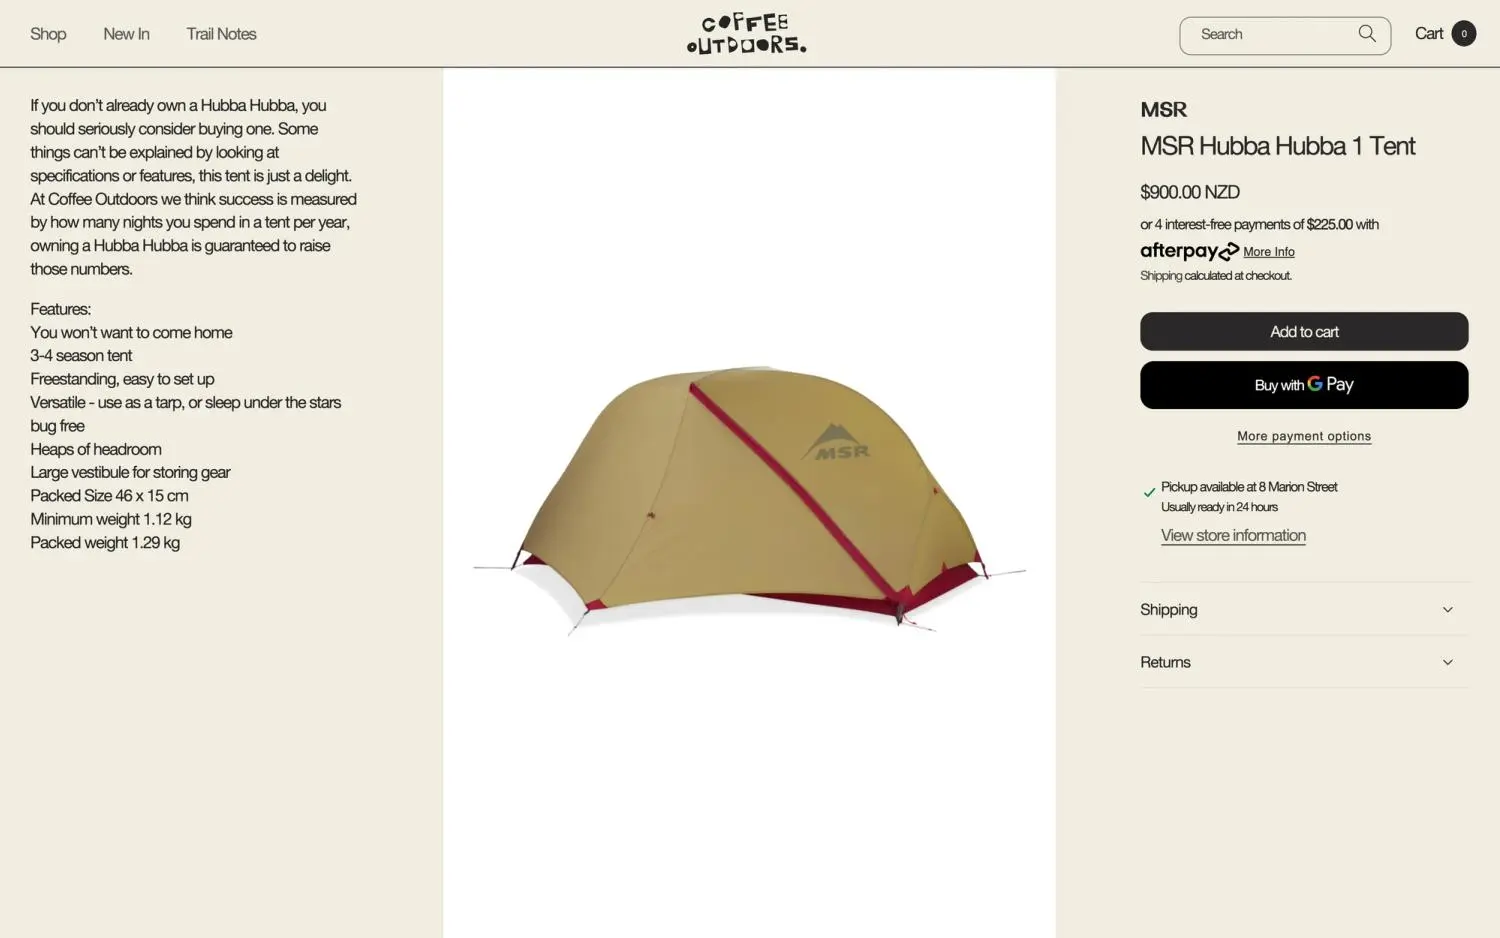 Shop
New In
Trail Notes
COFFEE
OUTDOORS.
Search
Cart 0
If you don't already own a Hubba Hubba, you
should seriously consider buying one. Some
things can't be explained by looking at
specifications or features, this tent is just a delight.
At Coffee Outdoors we think success is measured
by how many nights you spend in a tent per year,
owning a Hubba Hubba is guaranteed to raise
those numbers.
Features:
You won't want to come home
3-4 season tent
Freestanding, easy to set up
Versatile - use as a tarp, or sleep under the stars
bug free
Heaps of headroom
Large vestibule for storing gear
Packed Size 46 x 15 cm
Minimum weight 1.12 kg
Packed weight 1.29 kg
MSR
MSR
MSR Hubba Hubba 1 Tent
$900.00 NZD
or 4 interest-free payments of $225.00 with
afterpay More Info
Shipping calculated at checkout.
Add to cart
Buy with G Pay
More payment options
Pickup available at 8 Marion Street
Usually ready in 24 hours
View store information
Shipping
Returns